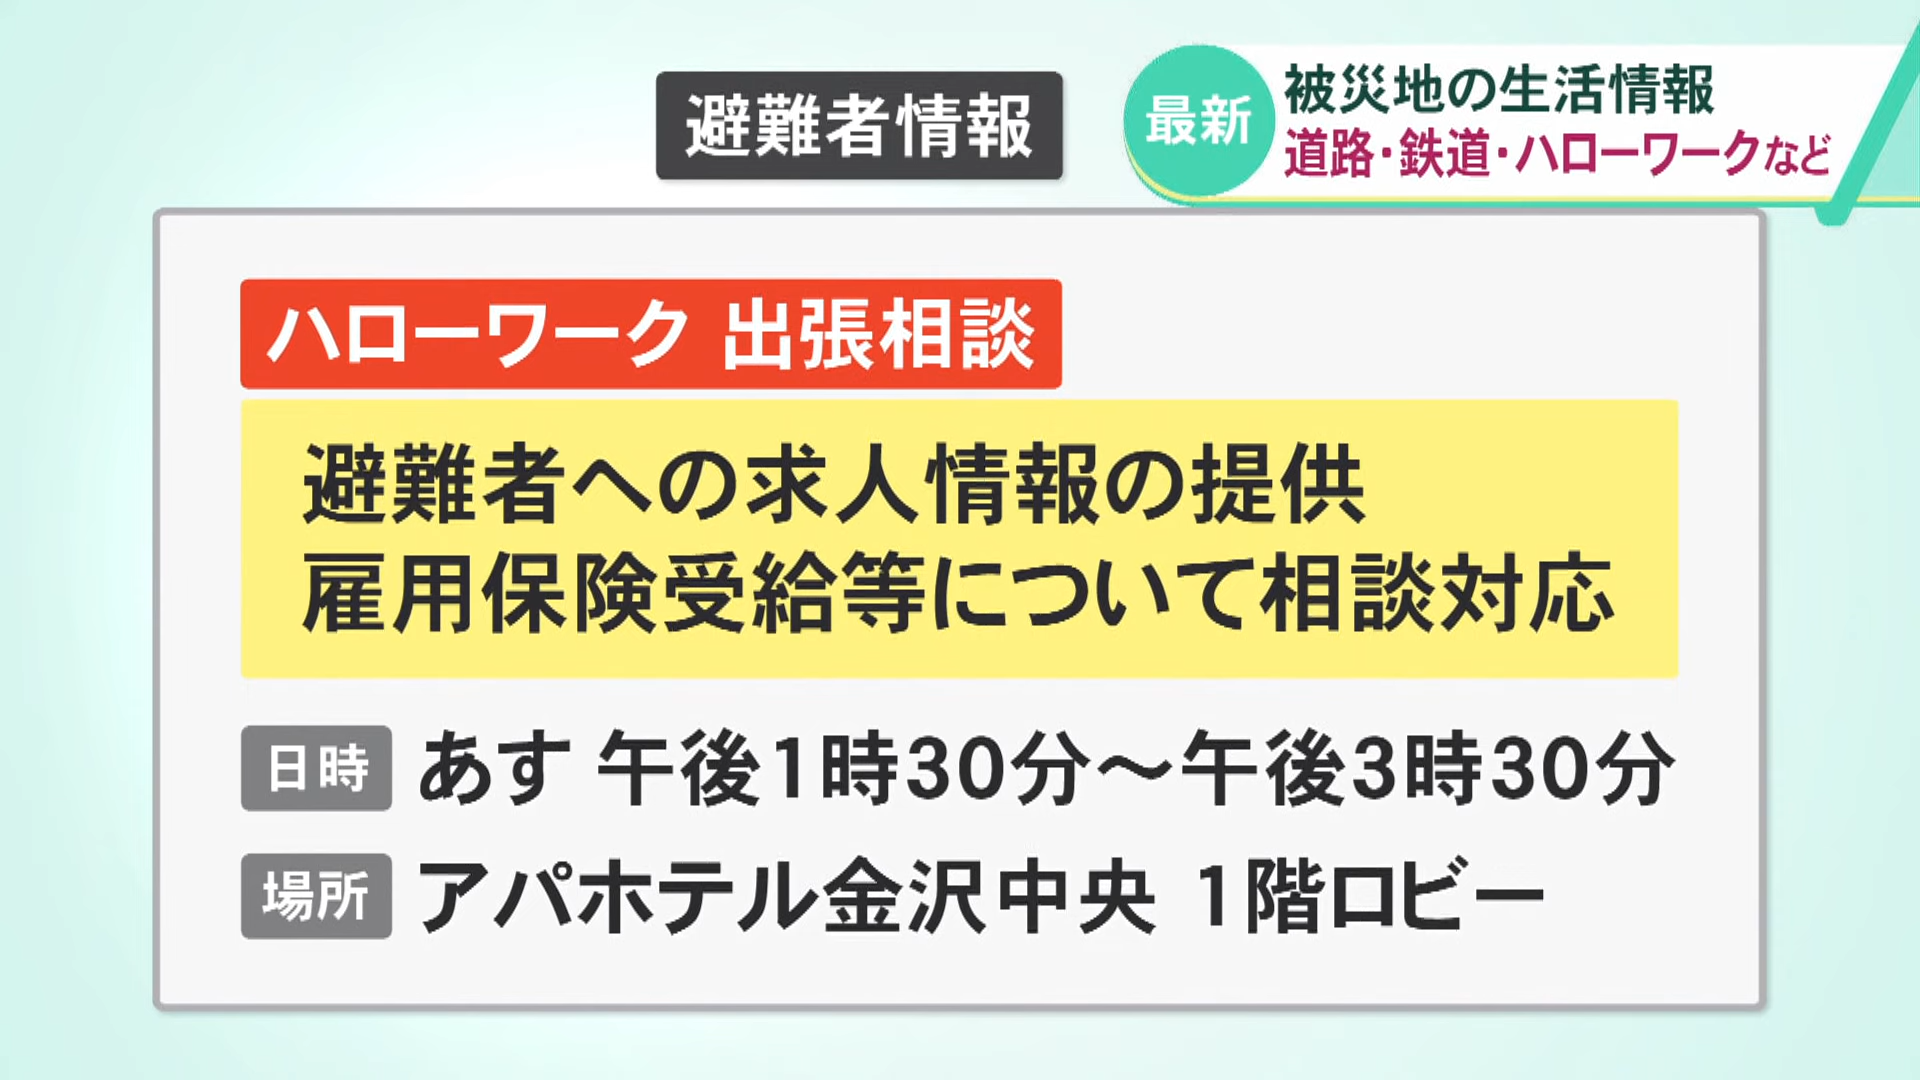 避難者情報
最新
被災地の生活情報
道路・鉄道・ハローワークなど
ハローワーク 出張相談
避難者への求人情報の提供
雇用保険受給等について相談対応
日時 あす 午後1時30分～午後3時30分
場所 アパホテル金沢中央 1階ロビー